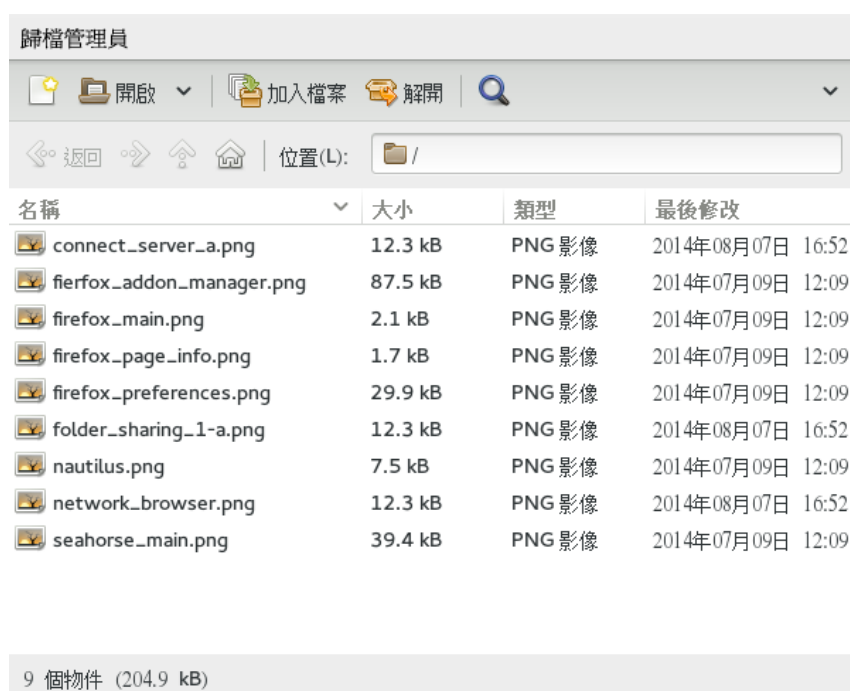 歸檔管理員
開啟 加入檔案 解開
返回 位置(L): /
名稱 大小 類型 最後修改
connect_server_a.png 12.3 kB PNG 影像 2014年08月07日 16:52
fierfox_addon_manager.png 87.5 kB PNG 影像 2014年07月09日 12:09
firefox_main.png 2.1 kB PNG 影像 2014年07月09日 12:09
firefox_page_info.png 1.7 kB PNG 影像 2014年07月09日 12:09
firefox_preferences.png 29.9 kB PNG 影像 2014年07月09日 12:09
folder_sharing_1-a.png 12.3 kB PNG 影像 2014年08月07日 16:52
nautilus.png 7.5 kB PNG 影像 2014年07月09日 12:09
network_browser.png 12.3 kB PNG 影像 2014年08月07日 16:52
seahorse_main.png 39.4 kB PNG 影像 2014年07月09日 12:09
9 個物件 (204.9 kB)